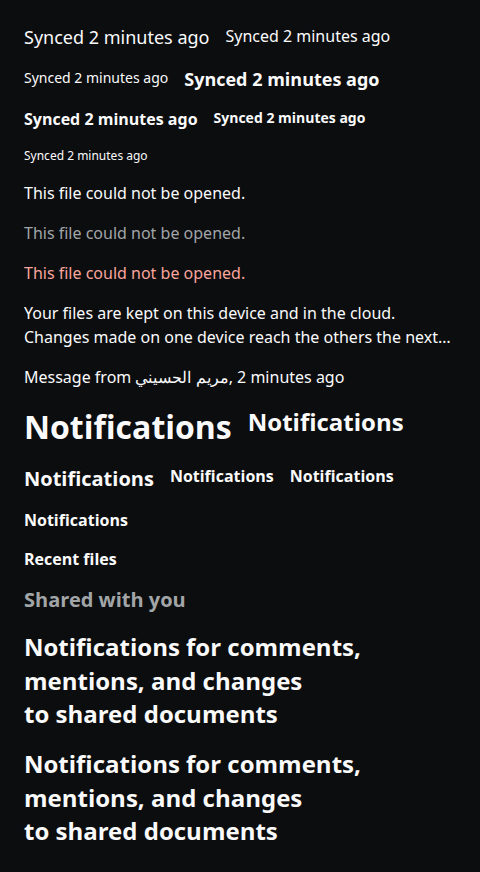 Synced 2 minutes ago Synced 2 minutes ago
Synced 2 minutes ago Synced 2 minutes ago
Synced 2 minutes ago Synced 2 minutes ago
Synced 2 minutes ago
This file could not be opened.
This file could not be opened.
This file could not be opened.
Your files are kept on this device and in the cloud.
Changes made on one device reach the others the next…
Message from مريم الحسيني, 2 minutes ago
Notifications Notifications
Notifications Notifications Notifications
Notifications
Recent files
Shared with you
Notifications for comments,
mentions, and changes
to shared documents
Notifications for comments,
mentions, and changes
to shared documents